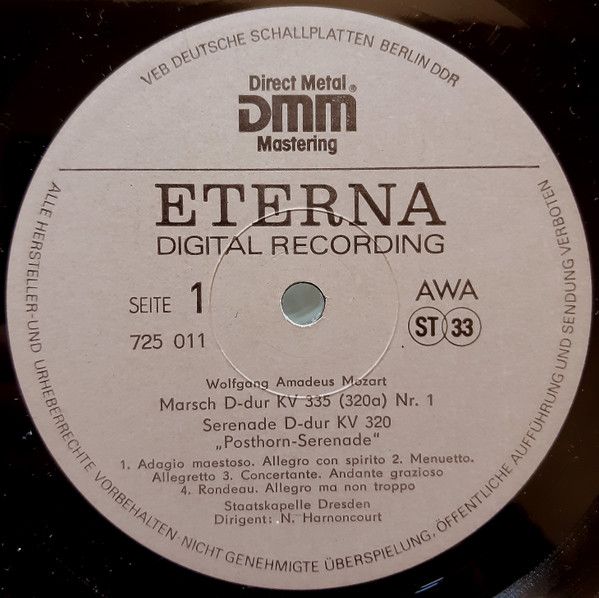 VEB DEUTSCHE SCHALLPLATTEN BERLIN DDR
Direct Metal®
DMM
Mastering
ETERNA
DIGITAL RECORDING
SEITE 1
725 011
AWA
ST 33
Wolfgang Amadeus Mozart
Marsch D-dur KV 335 (320a) Nr. 1
Serenade D-dur KV 320
„Posthorn-Serenade“
1. Adagio maestoso. Allegro con spirito 2. Menuetto.
Allegretto 3. Concertante. Andante grazioso
4. Rondeau. Allegro ma non troppo
Staatskapelle Dresden
Dirigent: N. Harnoncourt
ALLE HERSTELLER-UND URHEBERRECHTE VORBEHALTEN·NICHT GENEHMIGTE ÜBERSPIELUNG, ÖFFENTLICHE AUFFÜHRUNG UND SENDUNG VERBOTEN